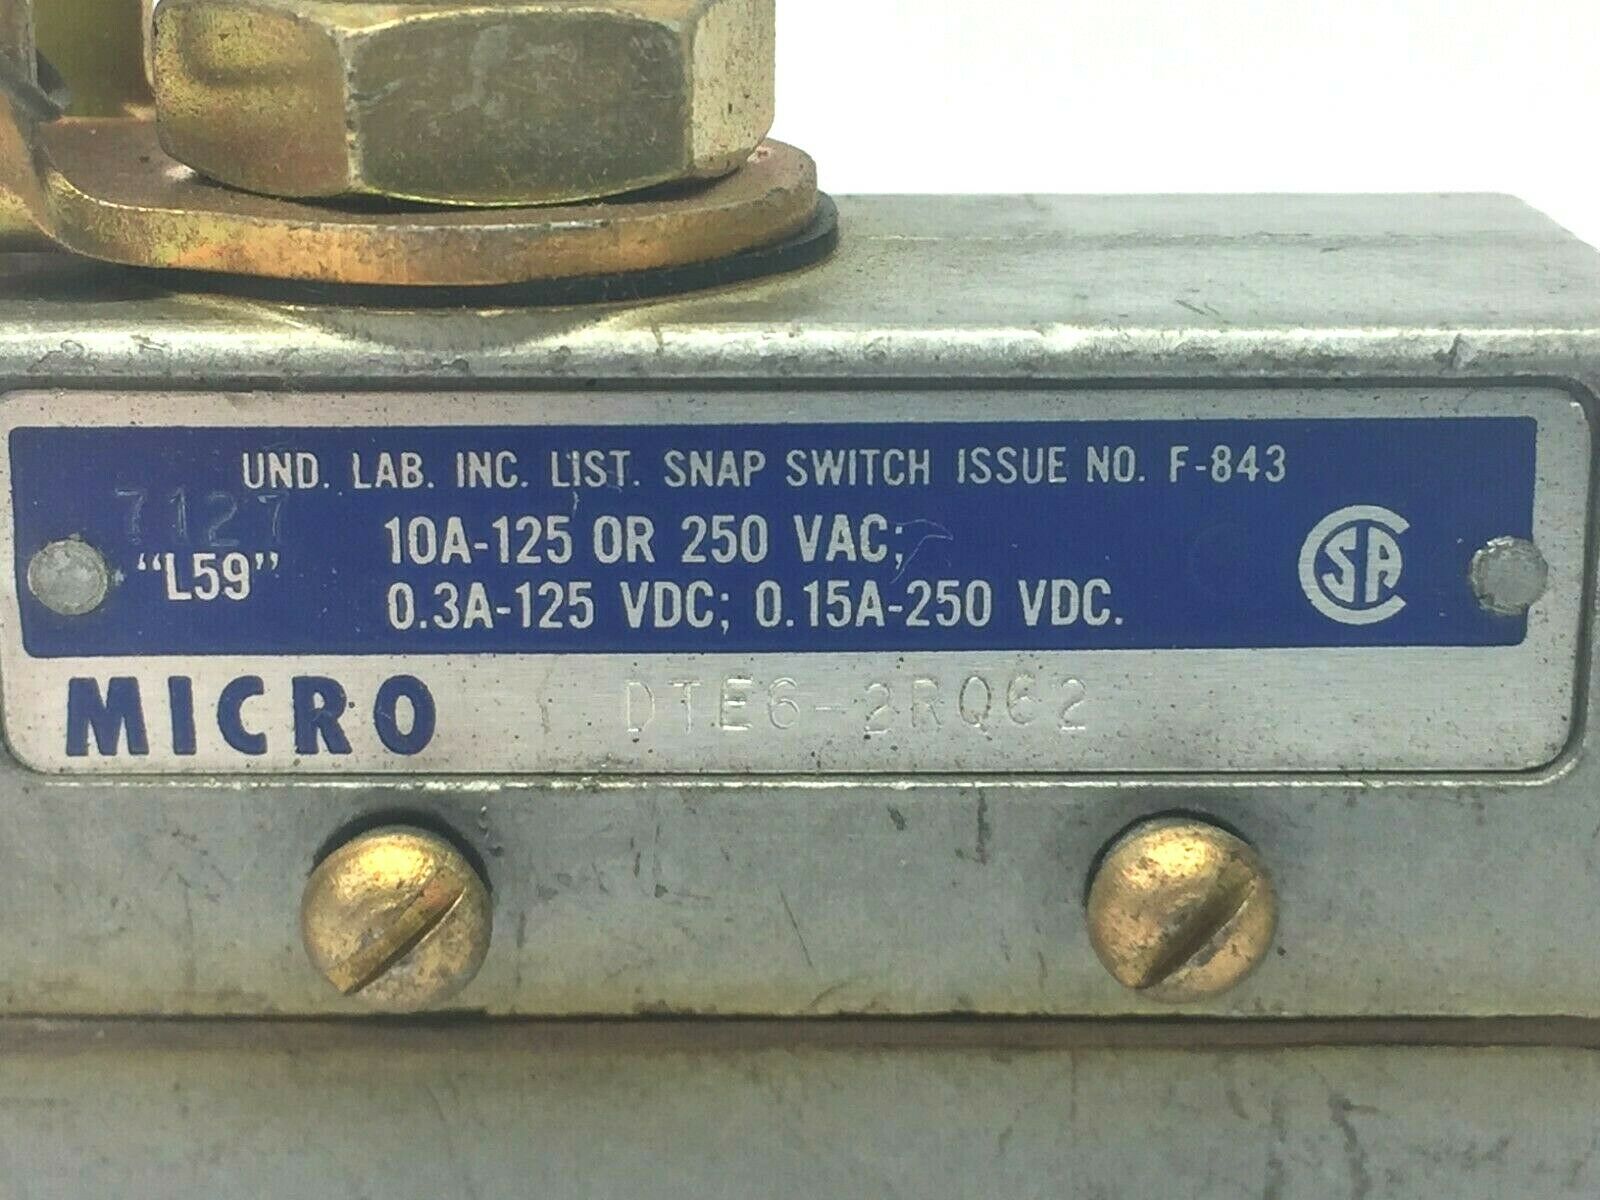 UND. LAB. INC. LIST. SNAP SWITCH ISSUE NO. F-843
7127
10A-125 OR 250 VAC;
"L59"
0.3A-125 VDC; 0.15A-250 VDC.
CSA
MICRO DTE6-2RQ62